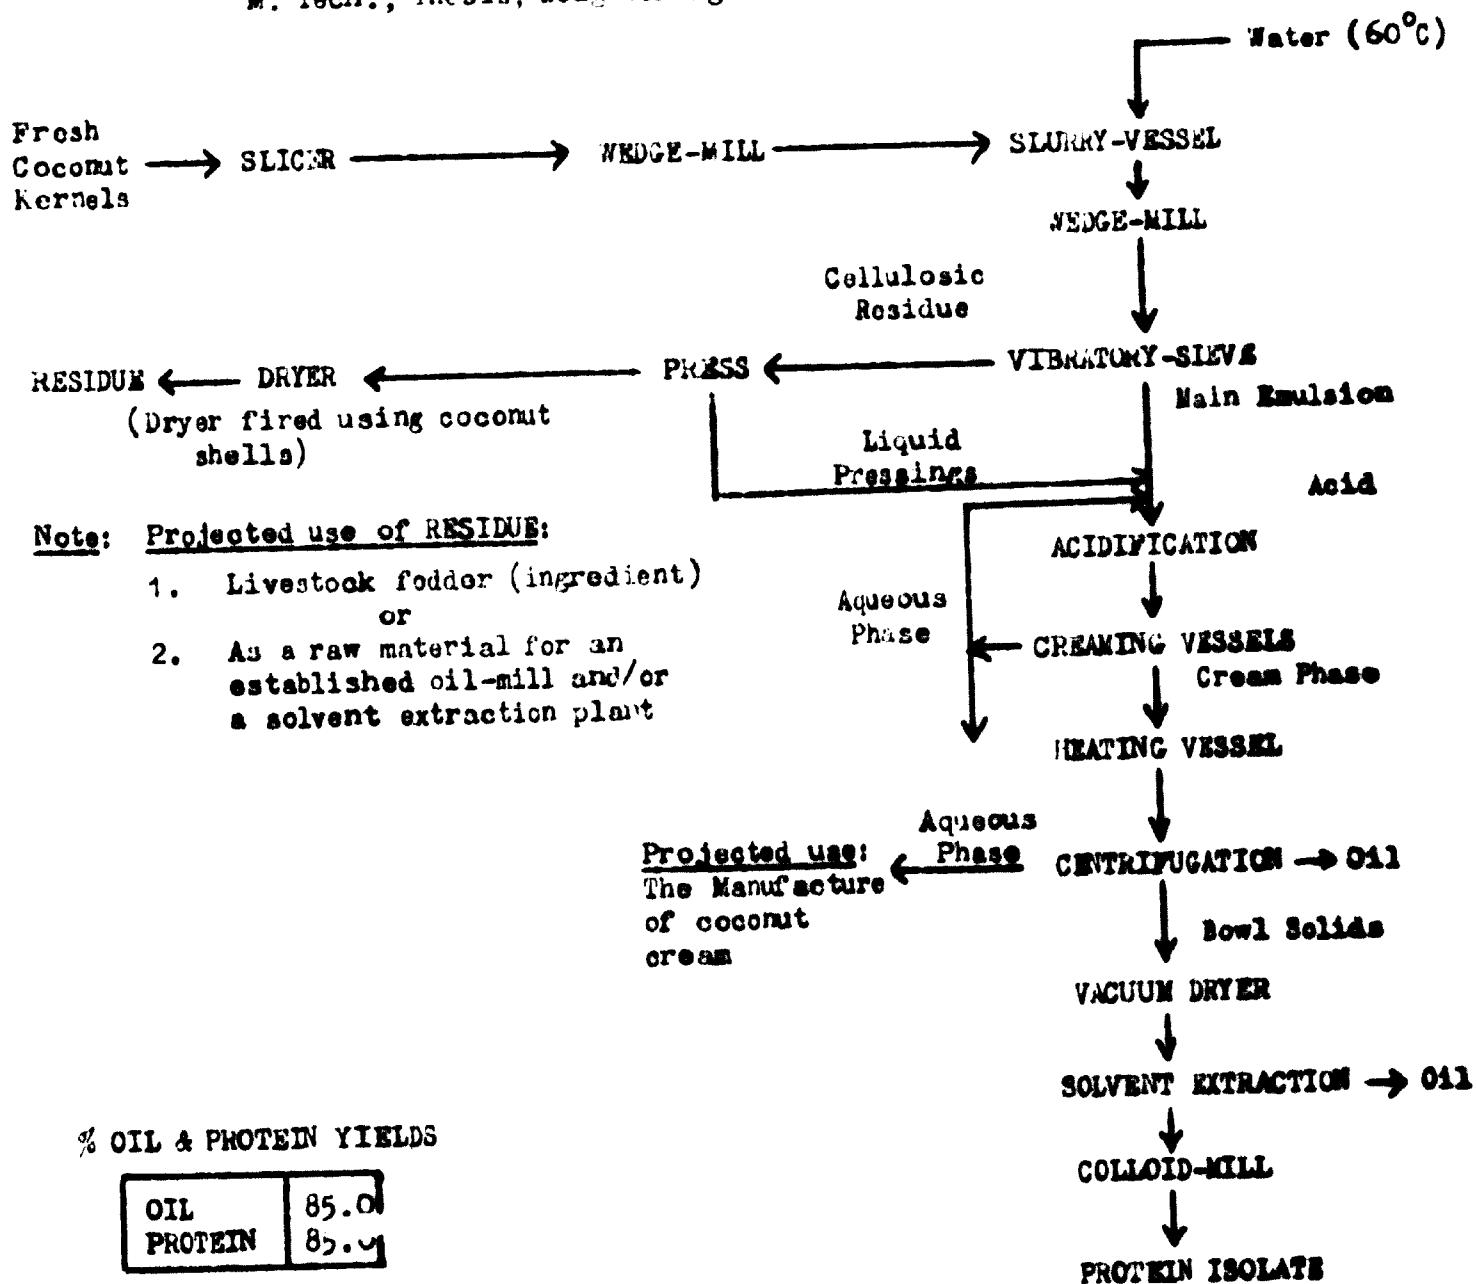 M. Tech., Thesis,
Water (60°C)
Fresh
Coconut
Kernels
SLICER
WEDGE-MILL
SLURRY-VESSEL
WEDGE-MILL
Cellulosic
Residue
RESIDUE
DRYER
PRESS
VIBRATORY-SIEVE
Main Emulsion
(Dryer fired using coconut
shells)
Liquid
Pressings
Acid
Note: Projected use of RESIDUE:
ACIDIFICATION
1. Livestock foddor (ingredient)
or
2. As a raw material for an
established oil-mill and/or
a solvent extraction plant
Aqueous
Phase
CREAMING VESSELS
Cream Phase
HEATING VESSEL
Aqueous
Phase
Projected use:
The Manufacture
of coconut
cream
CENTRIFUGATION
Oil
Bowl Solids
VACUUM DRYER
SOLVENT EXTRACTION
Oil
% OIL & PROTEIN YIELDS
COLLOID-MILL
OIL 85.0
PROTEIN 85.0
PROTEIN ISOLATE